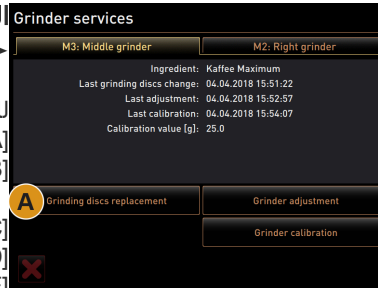 Grinder services
M3: Middle grinder M2: Right grinder
Ingredient: Kaffee Maximum
Last grinding discs change: 04.04.2018 15:51:22
Last adjustment: 04.04.2018 15:52:57
Last calibration: 04.04.2018 15:54:07
Calibration value [g]: 25.0
A Grinding discs replacement Grinder adjustment
Grinder calibration